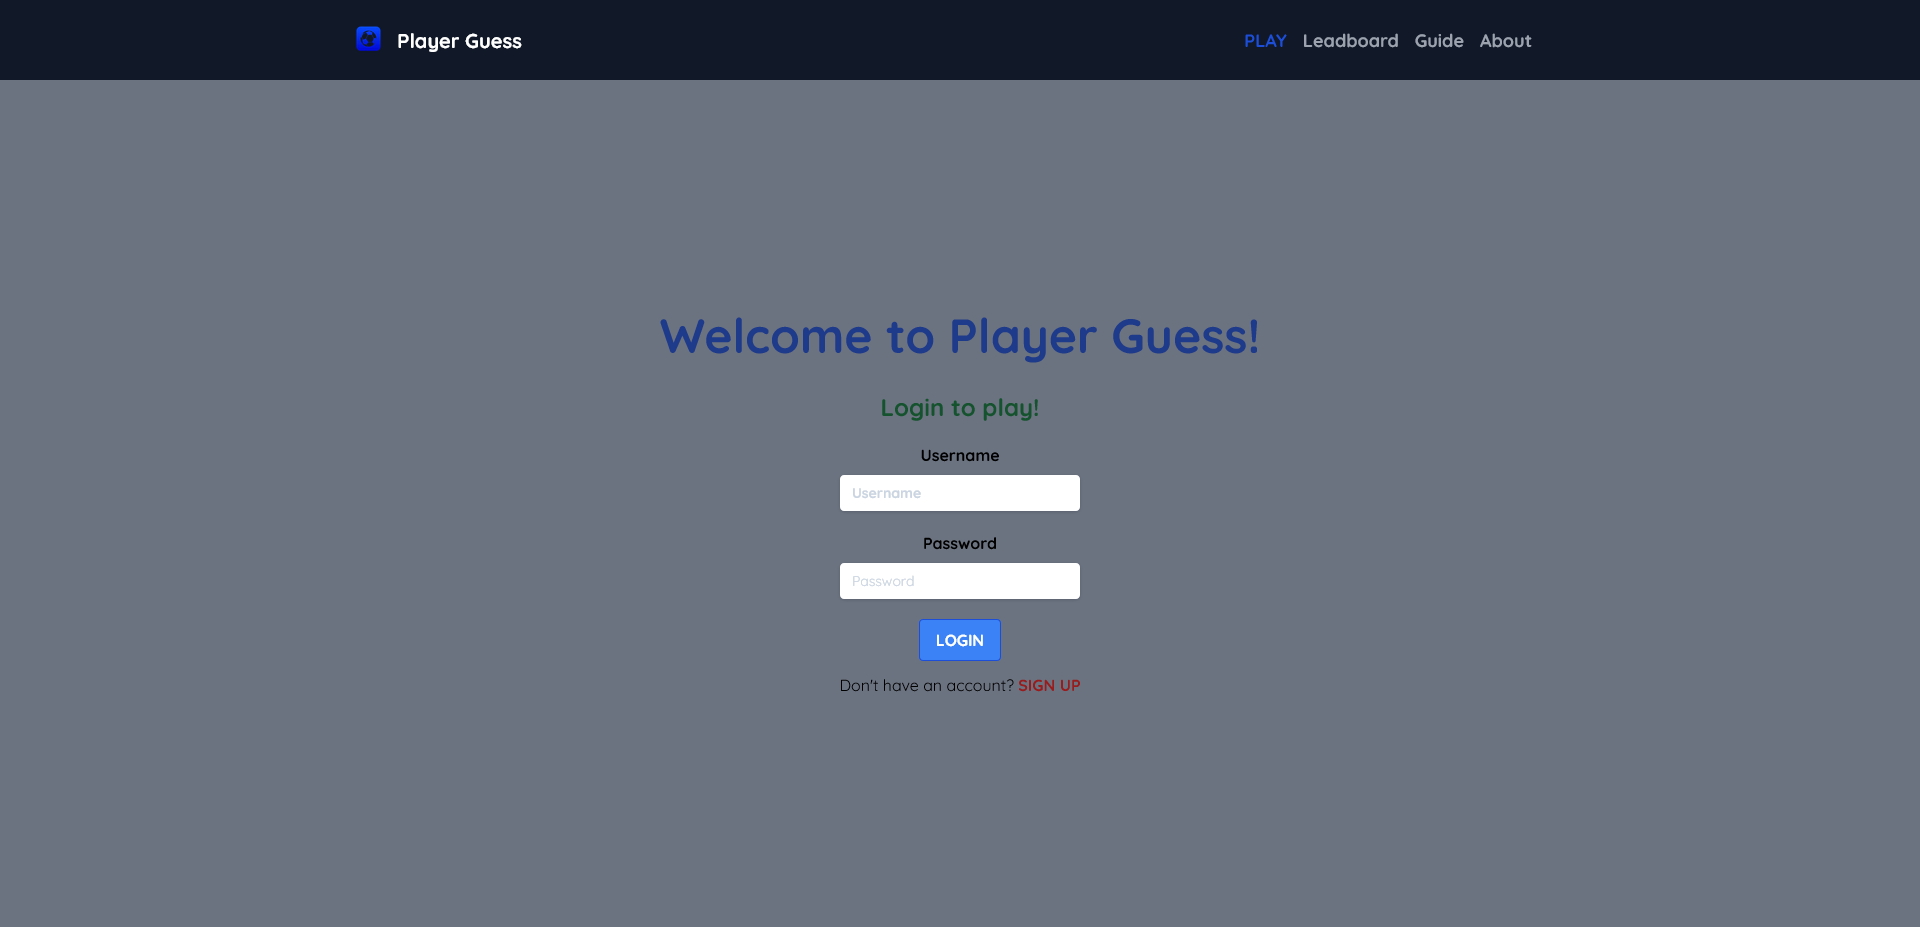 Player Guess
PLAY Leadboard Guide About
Welcome to Player Guess!
Login to play!
Username
Username
Password
Password
LOGIN
Don't have an account? SIGN UP